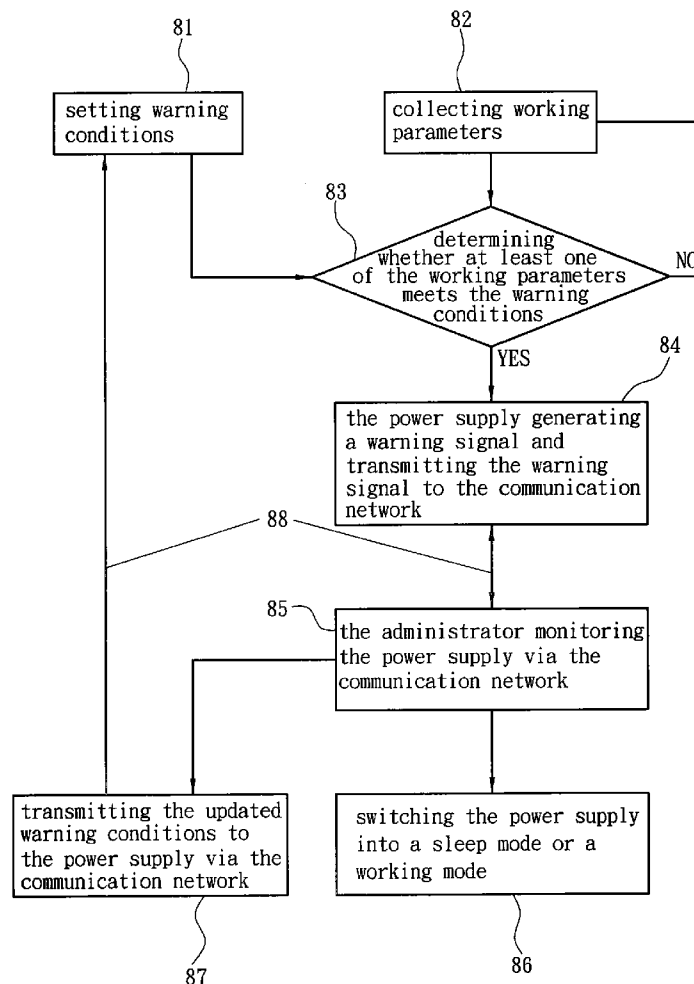 81
82
setting warning
conditions
collecting working
parameters
83
determining
whether at least one
of the working parameters
meets the warning
conditions
NO
YES
84
the power supply generating
a warning signal and
transmitting the warning
signal to the communication
network
88
85
the administrator monitoring
the power supply via the
communication network
transmitting the updated
warning conditions to
the power supply via the
communication network
switching the power supply
into a sleep mode or a
working mode
87
86